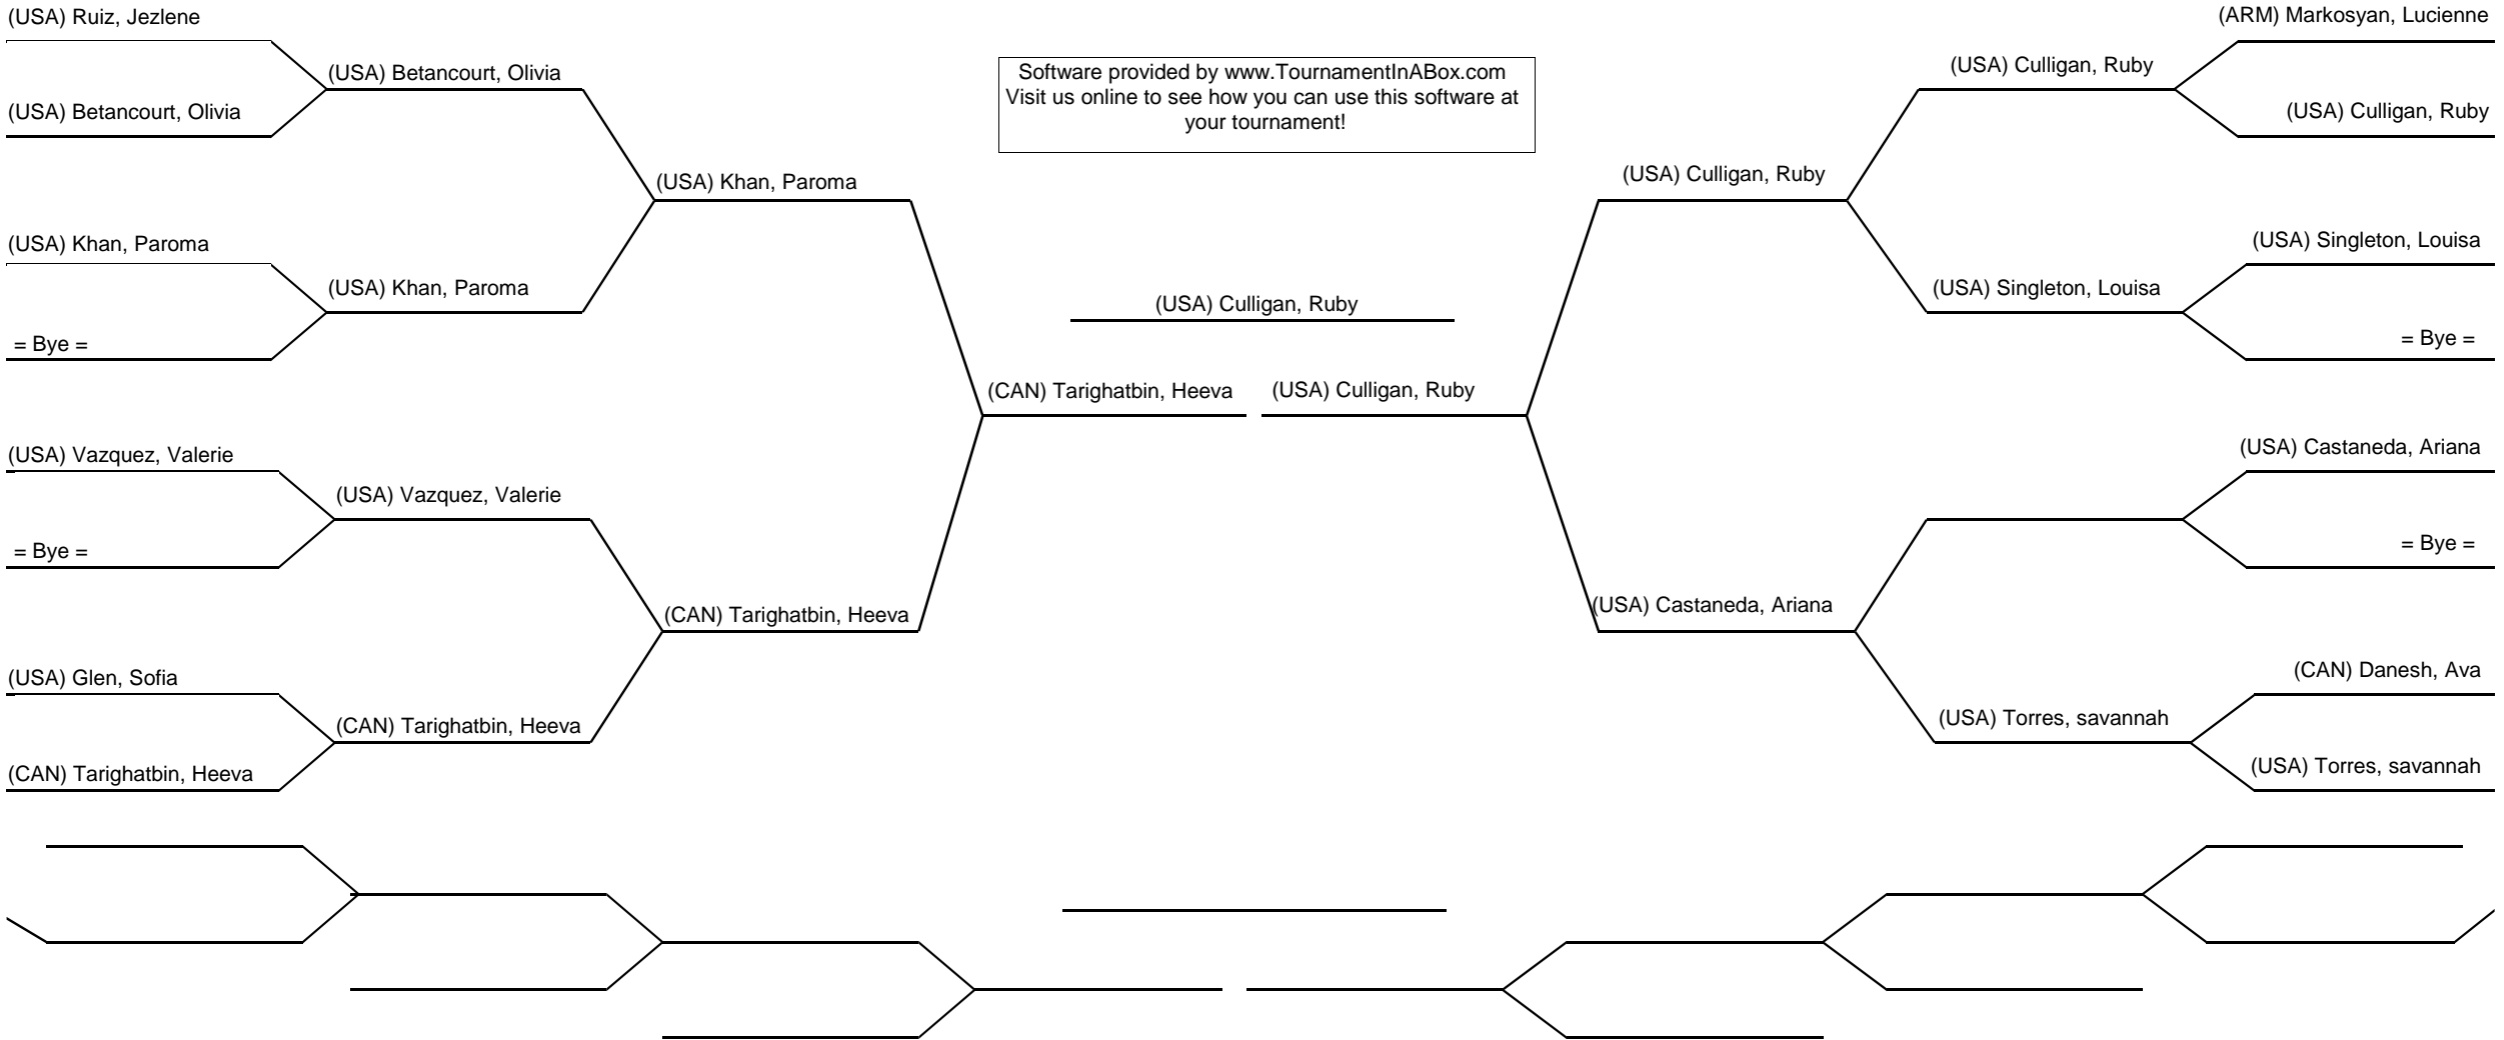 (USA) Ruiz, Jezlene
(USA) Betancourt, Olivia
(USA) Betancourt, Olivia
(USA) Khan, Paroma
(USA) Khan, Paroma
(USA) Khan, Paroma
= Bye =
(USA) Vazquez, Valerie
(USA) Vazquez, Valerie
= Bye =
(CAN) Tarighatbin, Heeva
(USA) Glen, Sofia
(CAN) Tarighatbin, Heeva
(CAN) Tarighatbin, Heeva
Software provided by www.TournamentInABox.com
Visit us online to see how you can use this software at
your tournament!
(USA) Culligan, Ruby
(CAN) Tarighatbin, Heeva
(USA) Culligan, Ruby
(ARM) Markosyan, Lucienne
(USA) Culligan, Ruby
(USA) Culligan, Ruby
(USA) Culligan, Ruby
(USA) Singleton, Louisa
(USA) Singleton, Louisa
= Bye =
(USA) Castaneda, Ariana
= Bye =
(USA) Castaneda, Ariana
(CAN) Danesh, Ava
(USA) Torres, savannah
(USA) Torres, savannah